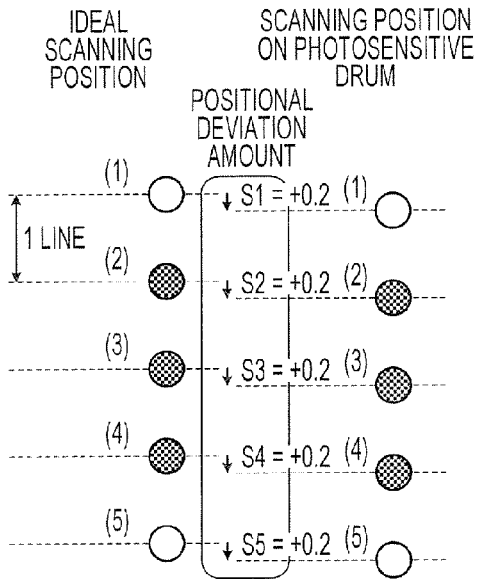 IDEAL
SCANNING
POSITION
SCANNING POSITION
ON PHOTOSENSITIVE
DRUM
POSITIONAL
DEVIATION
AMOUNT
(1) S1 = +0.2 (1)
1 LINE
(2) S2 = +0.2 (2)
(3) S3 = +0.2 (3)
(4) S4 = +0.2 (4)
(5) S5 = +0.2 (5)